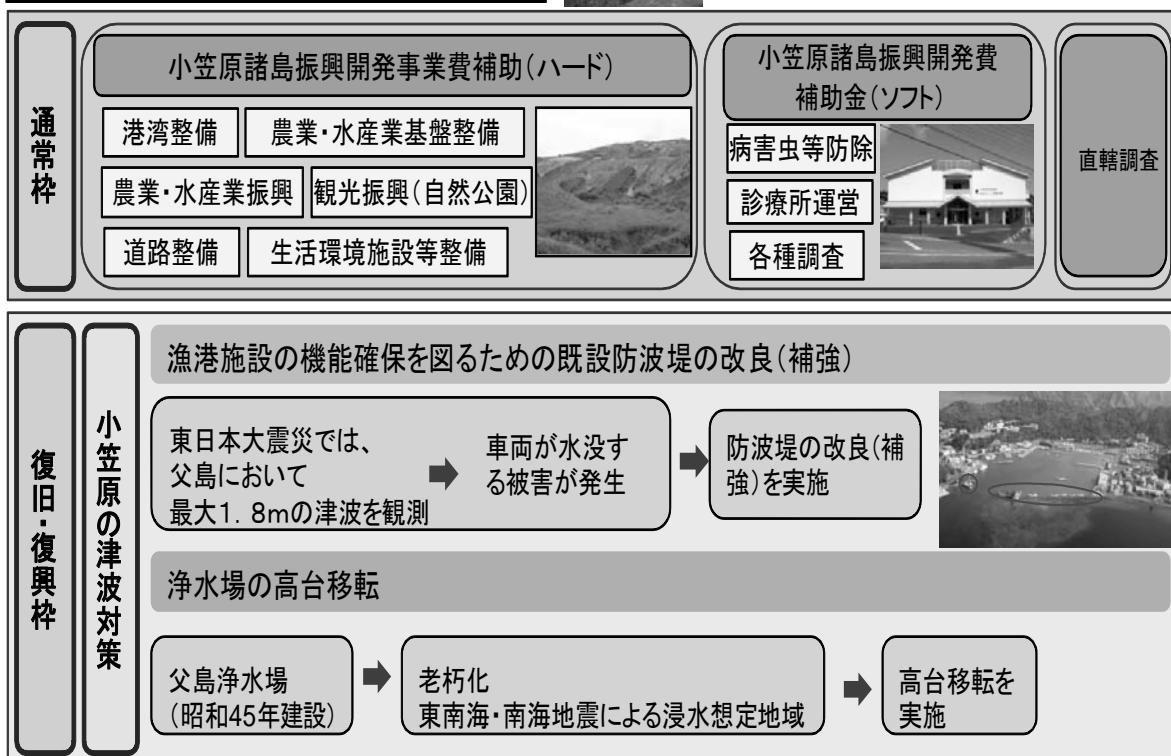 通常枠
小笠原諸島振興開発事業費補助(ハード)
港湾整備
農業・水産業基盤整備
農業・水産業振興
観光振興(自然公園)
道路整備
生活環境施設等整備
小笠原諸島振興開発費
補助金(ソフト)
病害虫等防除
診療所運営
各種調査
直轄調査
復旧・復興枠
小笠原の津波対策
漁港施設の機能確保を図るための既設防波堤の改良(補強)
東日本大震災では、
父島において
最大1.8mの津波を観測
車両が水没す
る被害が発生
防波堤の改良(補
強)を実施
浄水場の高台移転
父島浄水場
(昭和45年建設)
老朽化
東南海・南海地震による浸水想定地域
高台移転を
実施